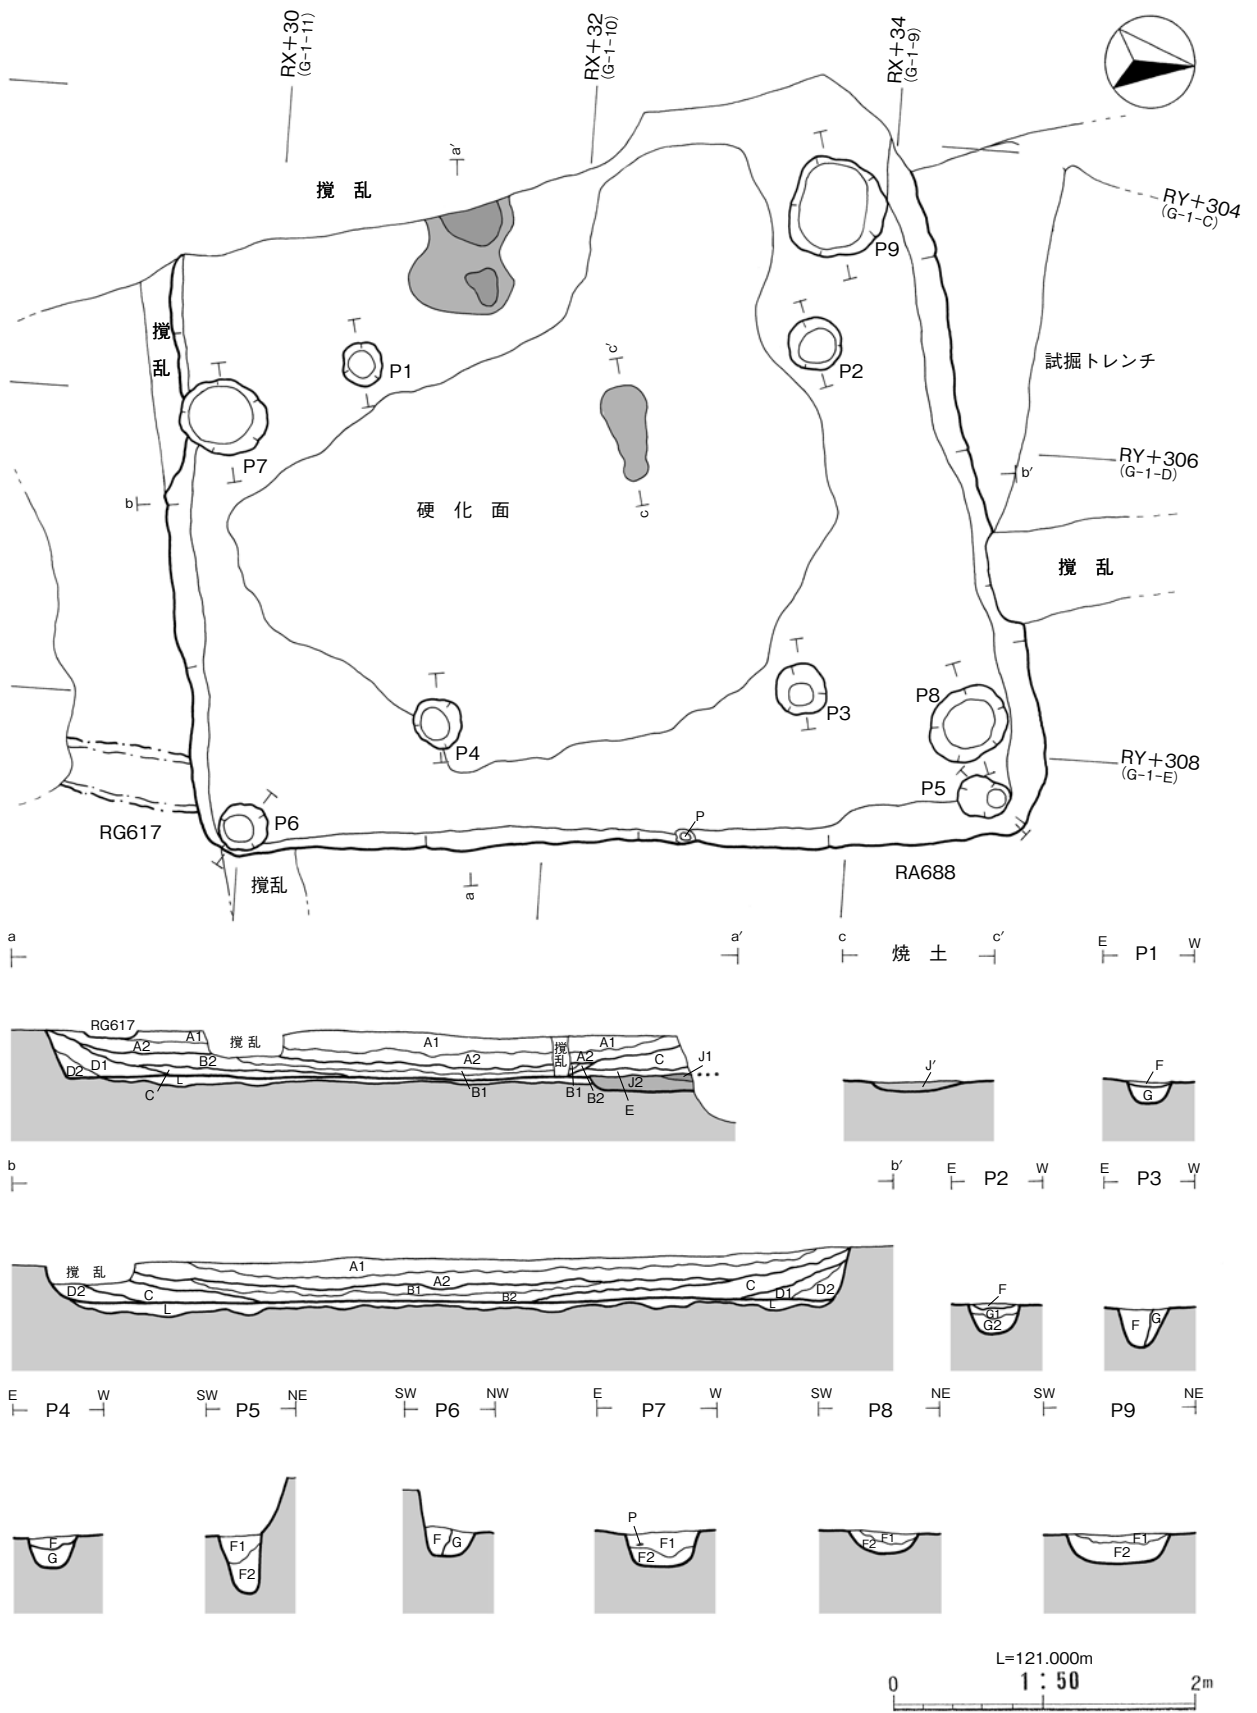 RX+30
(G-1-11)
RX+32
(G-1-10)
RX+34
(G-1-9)
撹 乱
a′
RY+304
(G-1-C)
P9
撹
乱
P1
c′
P2
試掘トレンチ
P7
RY+306
(G-1-D)
b
b′
硬 化 面
c
撹 乱
P8
P3
P4
RY+308
(G-1-E)
P5
P
RG617
P6
RA688
撹乱
a
a
a′
c
焼 土
c′
E
P1
W
RG617
A1
撹 乱
A1
撹
乱
A1
A2
B2
A2
A2
C
J1
D2
D1
L
J2
C
B1
B1
B2
E
J′
F
G
b
b′
E
P2
W
E
P3
W
撹 乱
A1
A2
D2
C
B1
B2
C
D1
D2
L
L
F
G1
G2
F
G
E
P4
W
SW
P5
NE
SW
P6
NW
E
P7
W
SW
P8
NE
SW
P9
NE
F
G
F1
F2
F
G
P
F1
F2
F1
F2
F1
F2
L=121.000m
1:50
0
2m